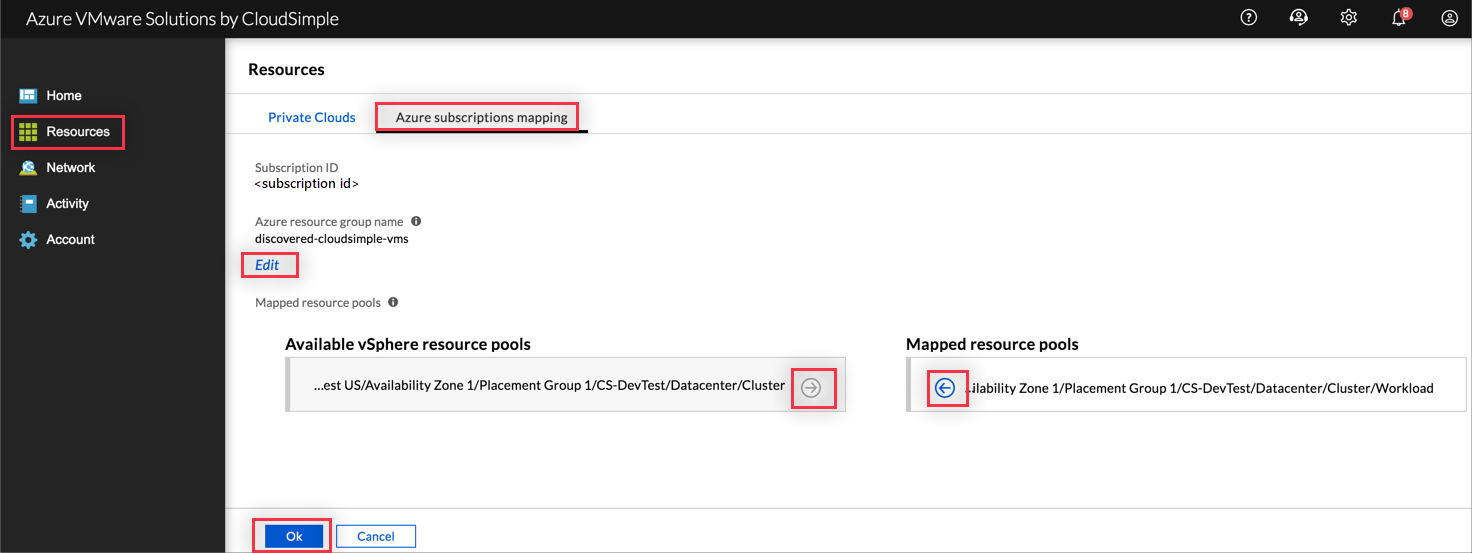 Azure VMware Solutions by CloudSimple
8
Home
Resources
Network
Activity
Account
Resources
Private Clouds
Azure subscriptions mapping
Subscription ID
<subscription id>
Azure resource group name
discovered-cloudsimple-vms
Edit
Mapped resource pools
Available vSphere resource pools
...est US/Availability Zone 1/Placement Group 1/CS-DevTest/Datacenter/Cluster
Mapped resource pools
ilability Zone 1/Placement Group 1/CS-DevTest/Datacenter/Cluster/Workload
Ok
Cancel